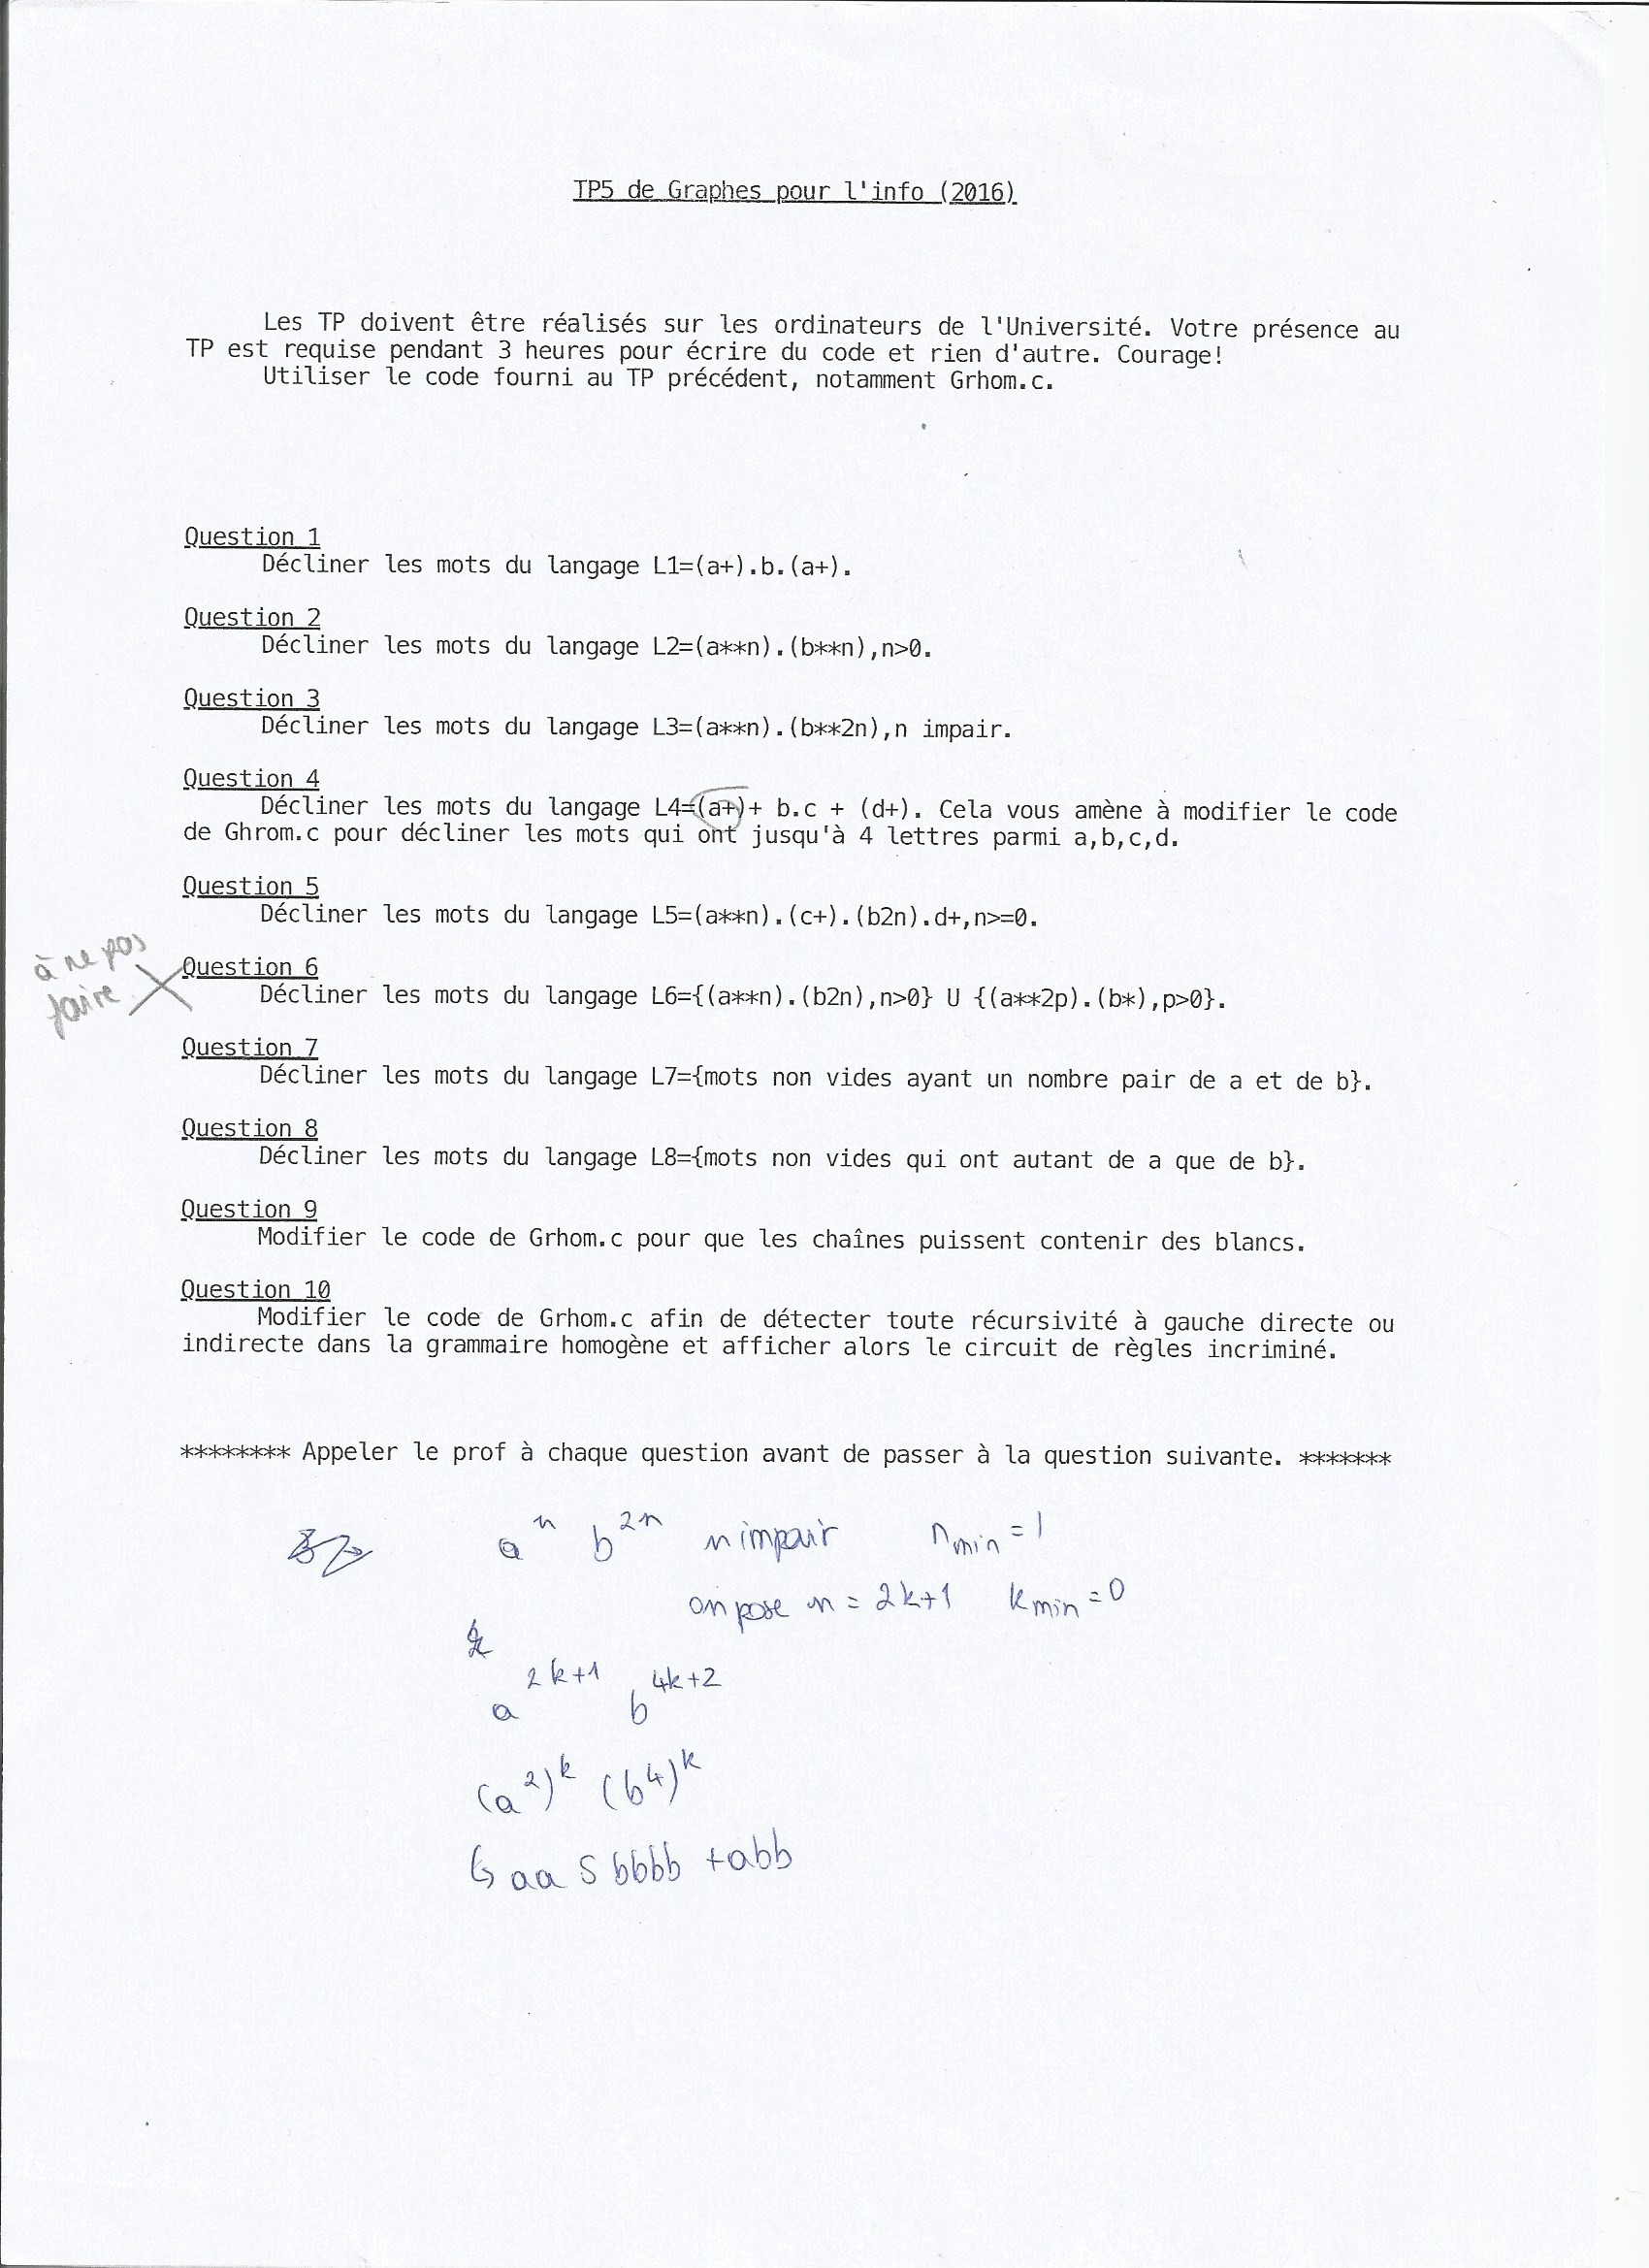 TP5 de Graphes pour l'info (2016)
Les TP doivent être réalisés sur les ordinateurs de l'Université. Votre présence au
TP est requise pendant 3 heures pour écrire du code et rien d'autre. Courage!
Utiliser le code fourni au TP précédent, notamment Grhom.c.
Question 1
Décliner les mots du langage L1=(a+).b.(a+).
Question 2
Décliner les mots du langage L2=(a**n).(b**n),n>0.
Question 3
Décliner les mots du langage L3=(a**n).(b**2n),n impair.
Question 4
Décliner les mots du langage L4=(a+)+ b.c + (d+). Cela vous amène à modifier le code
de Ghrom.c pour décliner les mots qui ont jusqu'à 4 lettres parmi a,b,c,d.
Question 5
Décliner les mots du langage L5=(a**n).(c+).(b2n).d+,n>=0.
à ne pas
faire
Question 6
Décliner les mots du langage L6={(a**n).(b2n),n>0} U {(a**2p).(b*),p>0}.
Question 7
Décliner les mots du langage L7={mots non vides ayant un nombre pair de a et de b}.
Question 8
Décliner les mots du langage L8={mots non vides qui ont autant de a que de b}.
Question 9
Modifier le code de Grhom.c pour que les chaînes puissent contenir des blancs.
Question 10
Modifier le code de Grhom.c afin de détecter toute récursivité à gauche directe ou
indirecte dans la grammaire homogène et afficher alors le circuit de règles incriminé.
******** Appeler le prof à chaque question avant de passer à la question suivante. *******
a^n b^2n n impair n min = 1
on pose n = 2k+1 k min = 0
a^2k+1 b^4k+2
(a^2)^k (b^4)^k
↳ aa S bbbb + abb